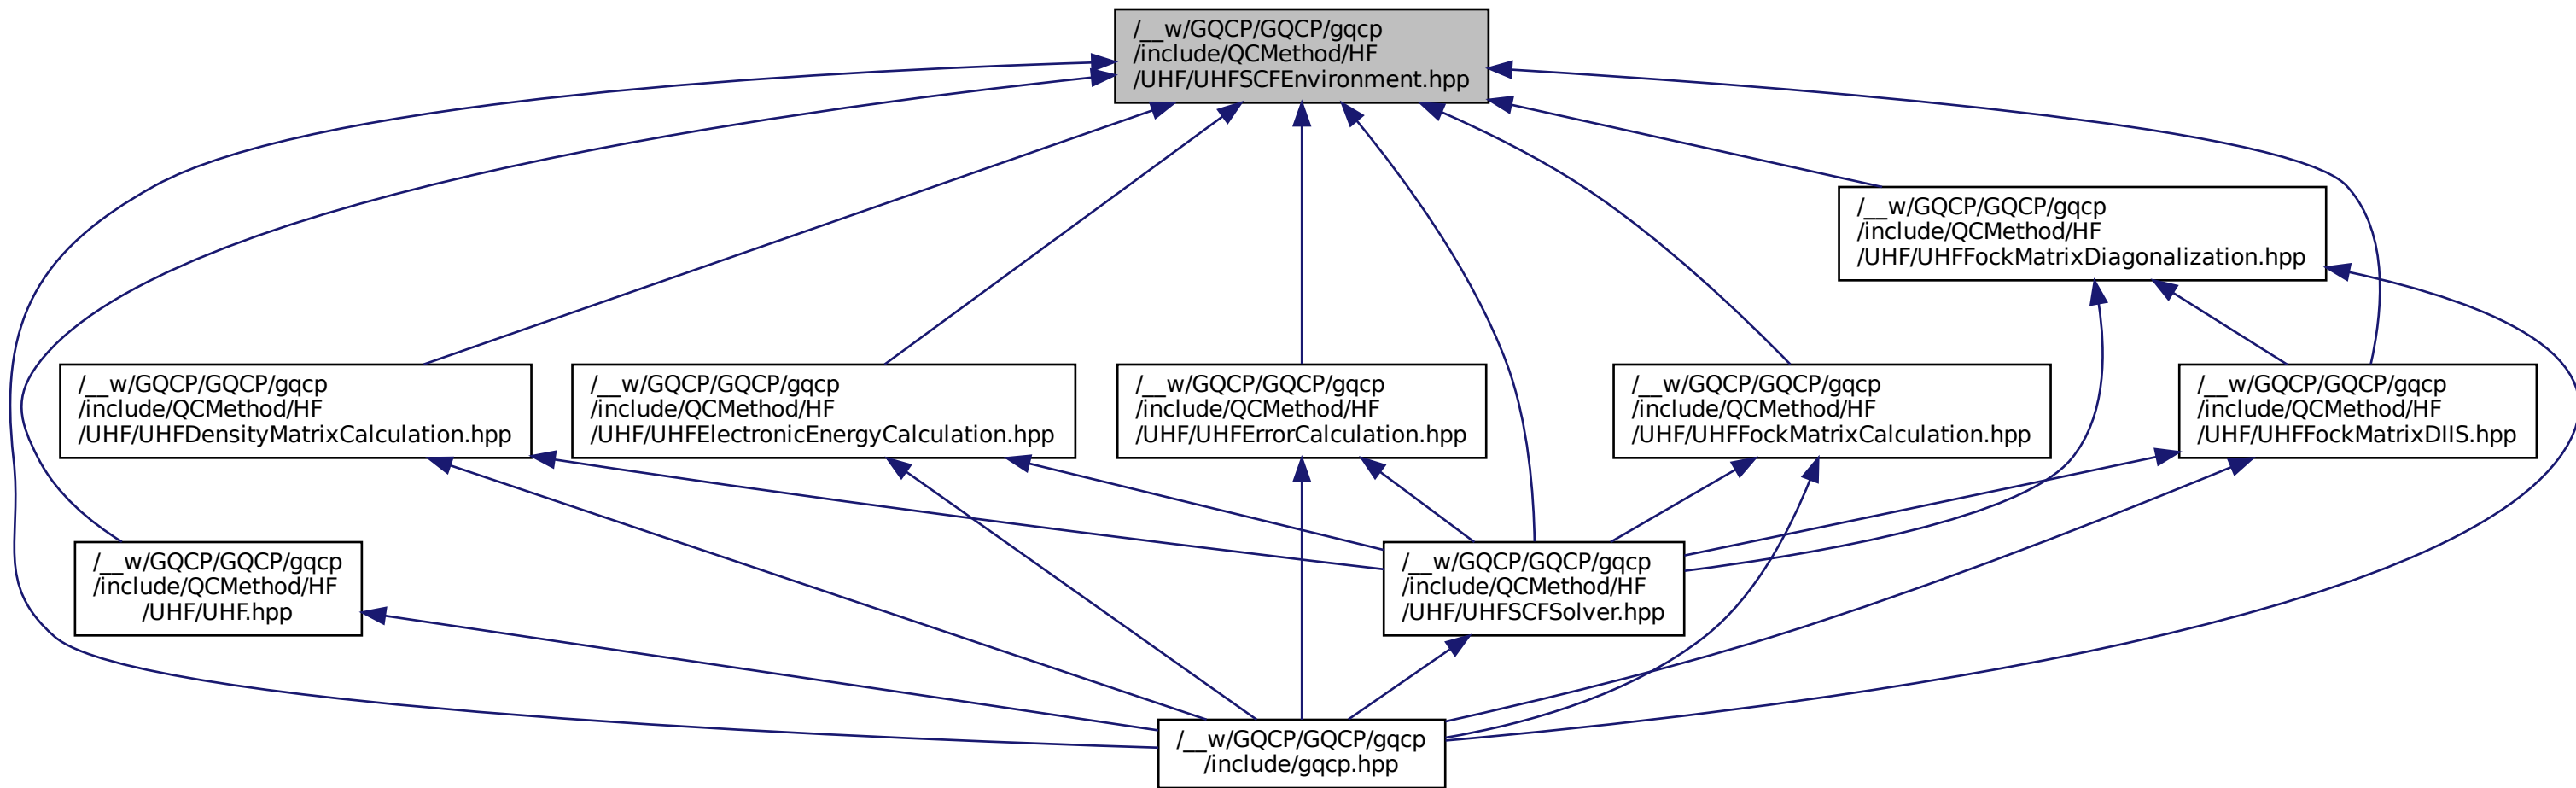 /__w/GQCP/GQCP/gqcp
/include/QCMethod/HF
/UHF/UHFSCFEnvironment.hpp
/__w/GQCP/GQCP/gqcp
/include/QCMethod/HF
/UHF/UHFFockMatrixDiagonalization.hpp
/__w/GQCP/GQCP/gqcp
/include/QCMethod/HF
/UHF/UHFDensityMatrixCalculation.hpp
/__w/GQCP/GQCP/gqcp
/include/QCMethod/HF
/UHF/UHFElectronicEnergyCalculation.hpp
/__w/GQCP/GQCP/gqcp
/include/QCMethod/HF
/UHF/UHFErrorCalculation.hpp
/__w/GQCP/GQCP/gqcp
/include/QCMethod/HF
/UHF/UHFFockMatrixCalculation.hpp
/__w/GQCP/GQCP/gqcp
/include/QCMethod/HF
/UHF/UHFFockMatrixDIIS.hpp
/__w/GQCP/GQCP/gqcp
/include/QCMethod/HF
/UHF/UHF.hpp
/__w/GQCP/GQCP/gqcp
/include/QCMethod/HF
/UHF/UHFSCFSolver.hpp
/__w/GQCP/GQCP/gqcp
/include/gqcp.hpp